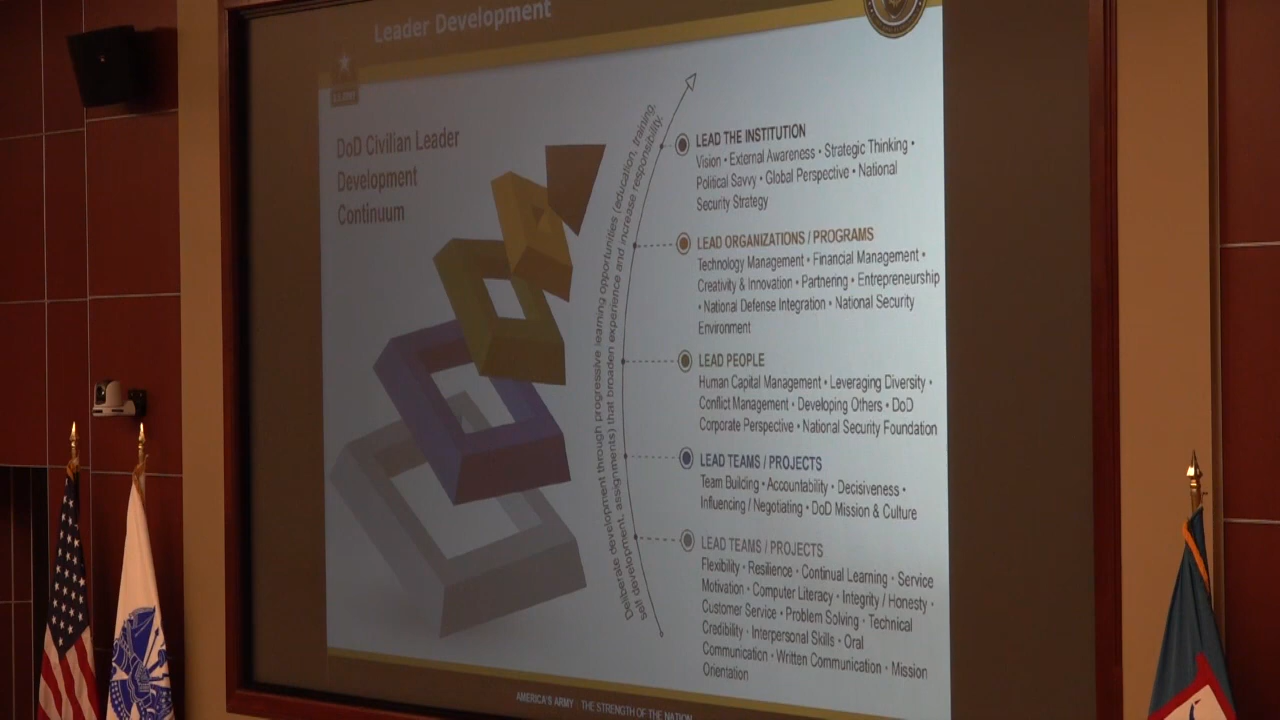 Leader Development
U.S. ARMY
DoD Civilian Leader
Development
Continuum
Deliberate development through progressive learning opportunities (education, training,
self development, assignments) that broaden experience and increase responsibility.
LEAD THE INSTITUTION
Vision • External Awareness • Strategic Thinking •
Political Savvy • Global Perspective • National
Security Strategy
LEAD ORGANIZATIONS / PROGRAMS
Technology Management • Financial Management •
Creativity & Innovation • Partnering • Entrepreneurship
• National Defense Integration • National Security
Environment
LEAD PEOPLE
Human Capital Management • Leveraging Diversity •
Conflict Management • Developing Others • DoD
Corporate Perspective • National Security Foundation
LEAD TEAMS / PROJECTS
Team Building • Accountability • Decisiveness •
Influencing / Negotiating • DoD Mission & Culture
LEAD TEAMS / PROJECTS
Flexibility • Resilience • Continual Learning • Service
Motivation • Computer Literacy • Integrity / Honesty •
Customer Service • Problem Solving • Technical
Credibility • Interpersonal Skills • Oral
Communication • Written Communication • Mission
Orientation
AMERICA'S ARMY | THE STRENGTH OF THE NATION